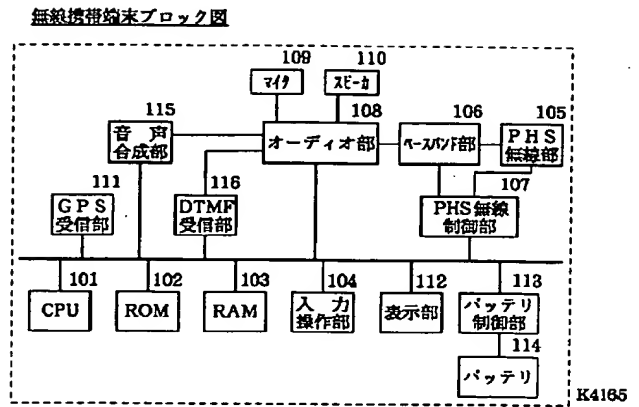 無線携帯端末ブロック図
109
110
マイク
スピーカ
115
108
106
105
音声
合成部
オーディオ部
ベースバンド部
PHS
無線部
111
116
107
GPS
受信部
DTMF
受信部
PHS無線
制御部
101
102
103
104
112
113
CPU
ROM
RAM
入力
操作部
表示部
バッテリ
制御部
114
バッテリ
K4165